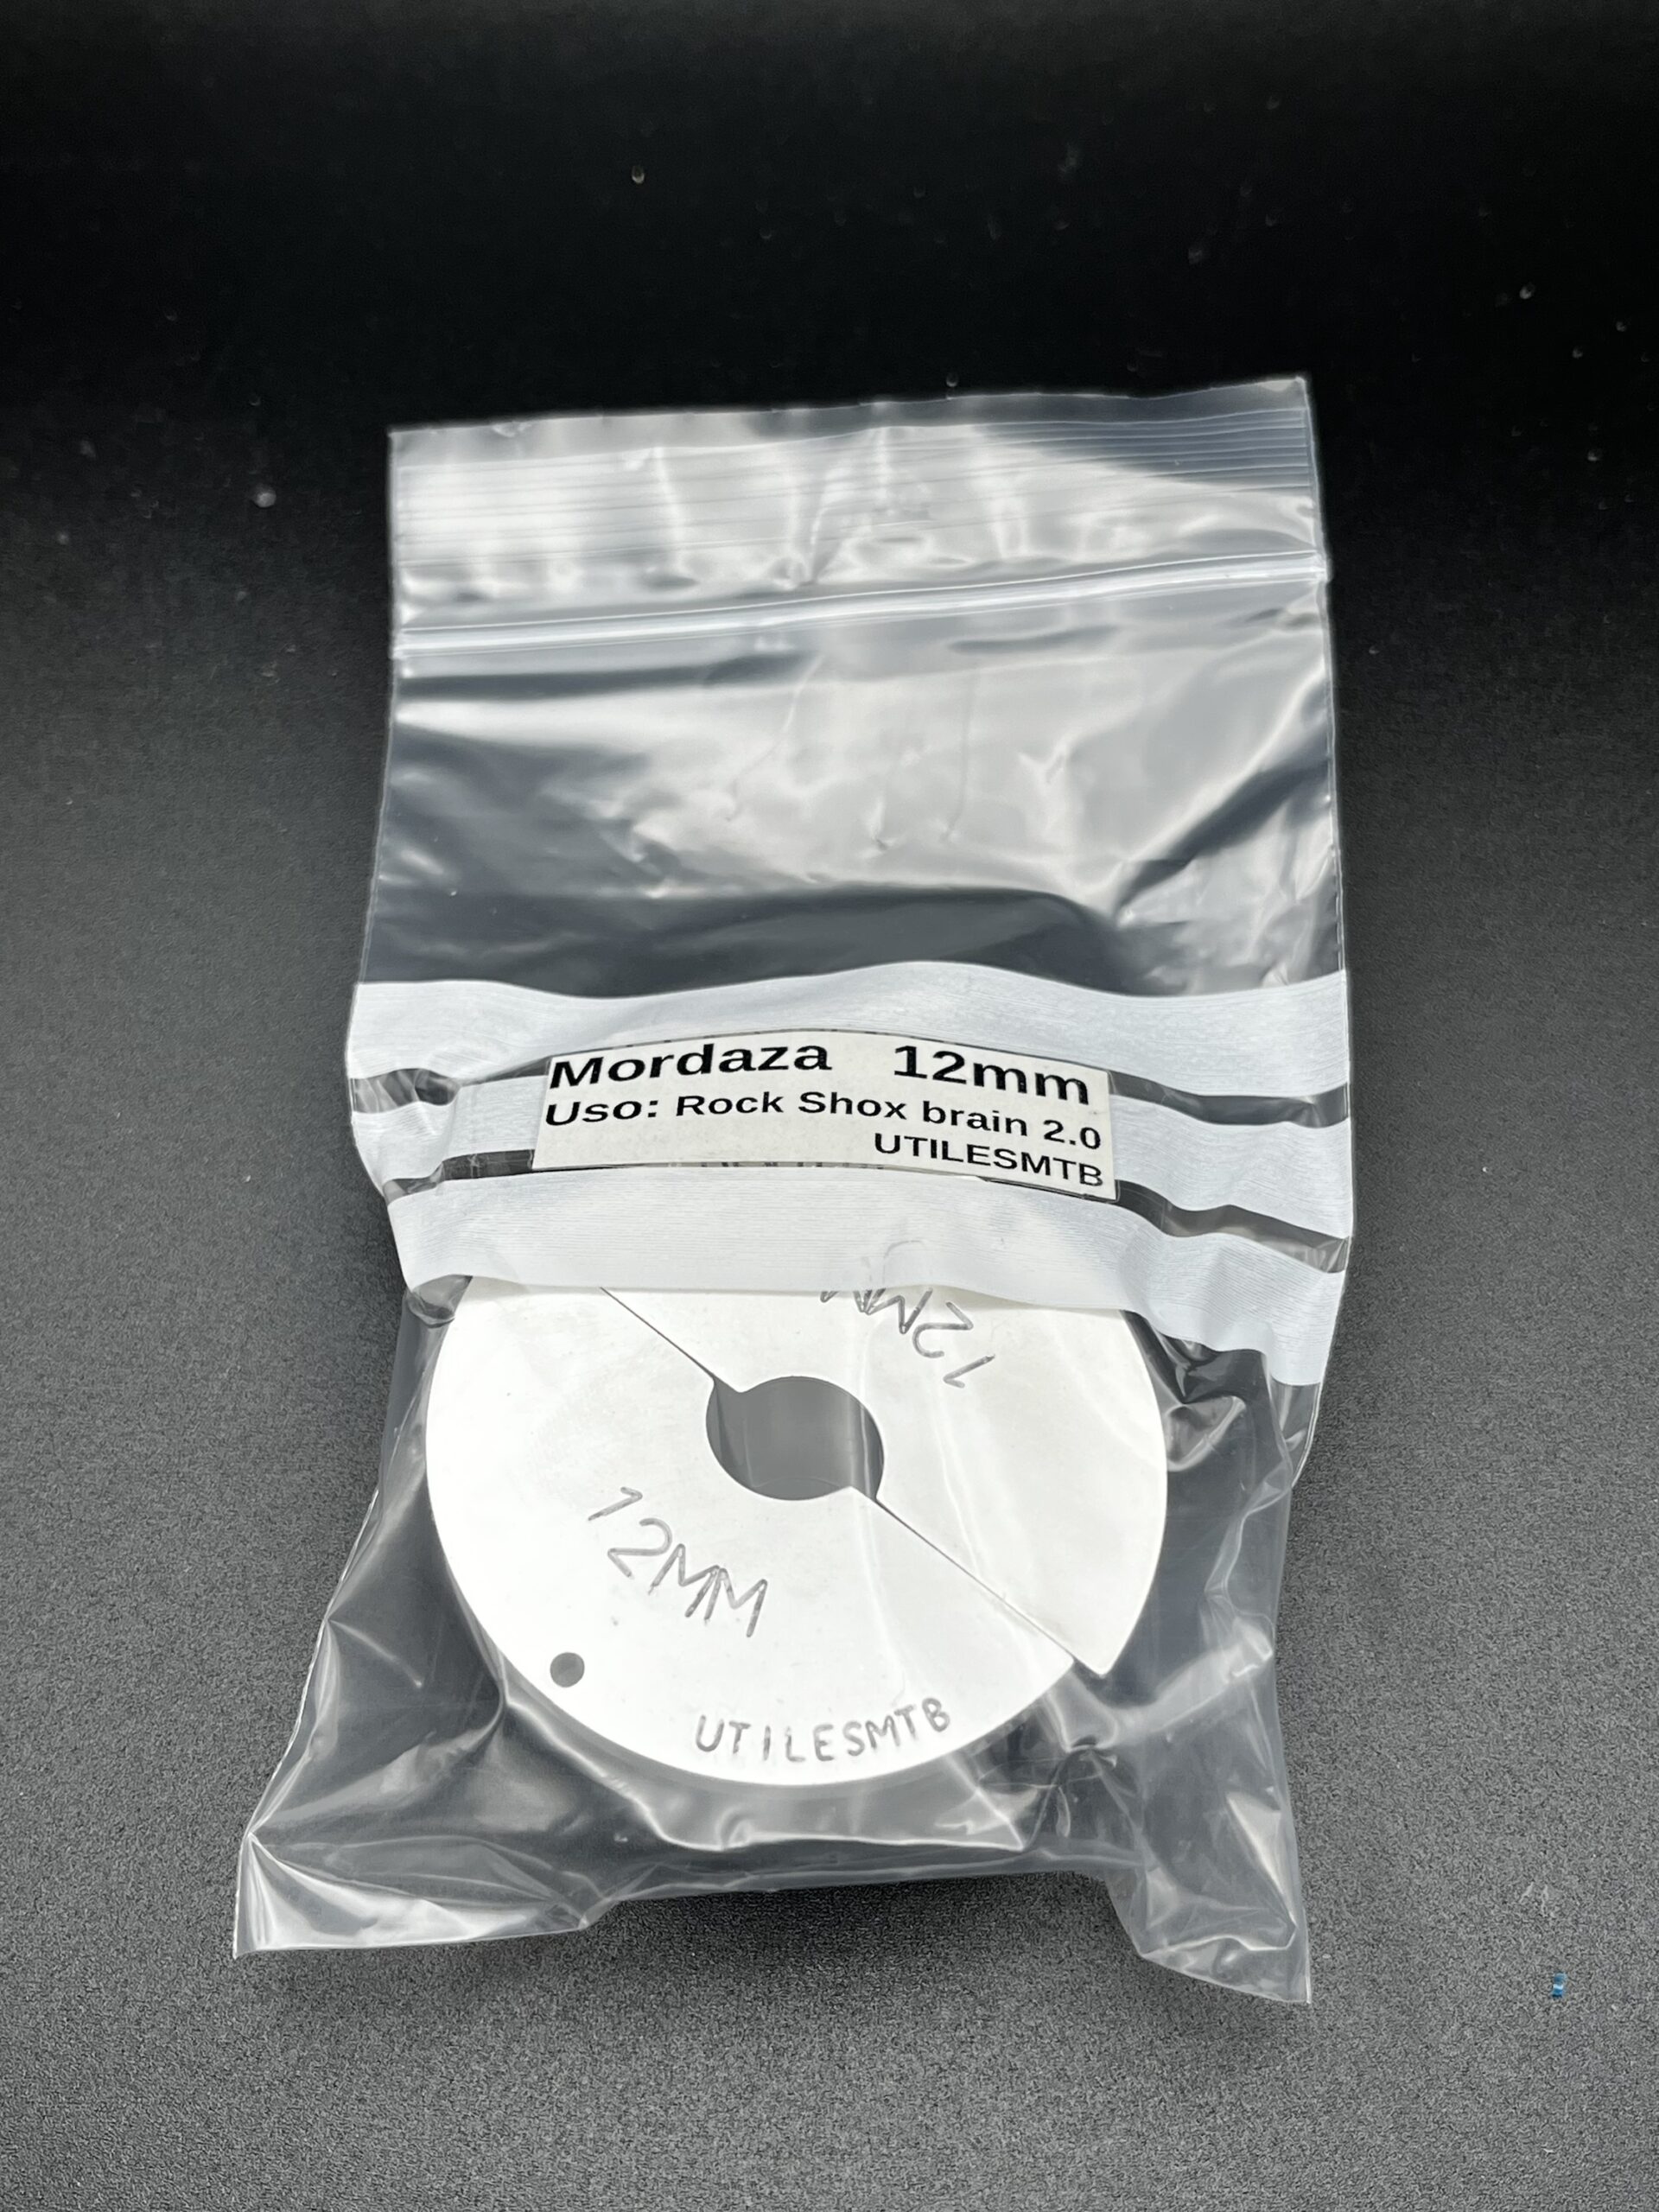 Mordaza 12mm
Uso: Rock Shox brain 2.0
UTILESMTB
12MM
12MM
UTILESMTB